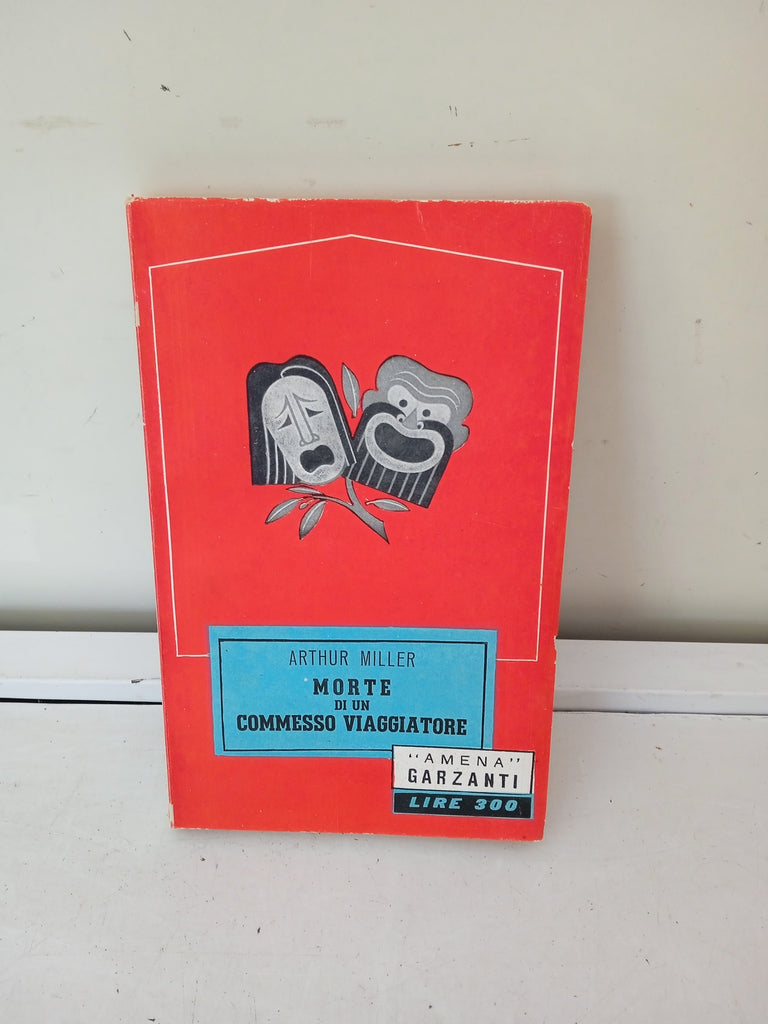 ARTHUR MILLER
MORTE
DI UN
COMMESSO VIAGGIATORE
"AMENA"
GARZANTI
LIRE 300